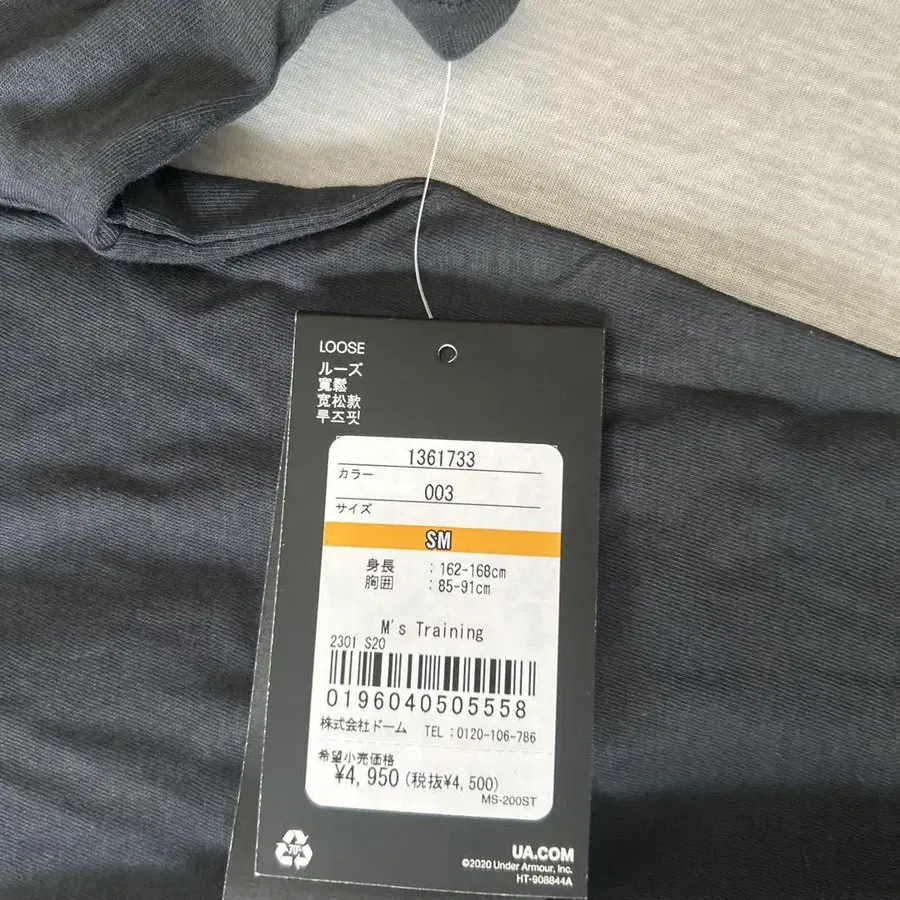 LOOSE
ルーズ
寬鬆
宽松款
루즈핏
1361733
カラー
003
サイズ
SM
身長 : 162-168cm
胸囲 : 85-91cm
M's Training
2301 S20
0196040505558
株式会社ドーム TEL:0120-106-786
希望小売価格
¥4,950(税抜¥4,500)
MS-200ST
UA.COM
©2020 Under Armour, Inc.
HT-908844A